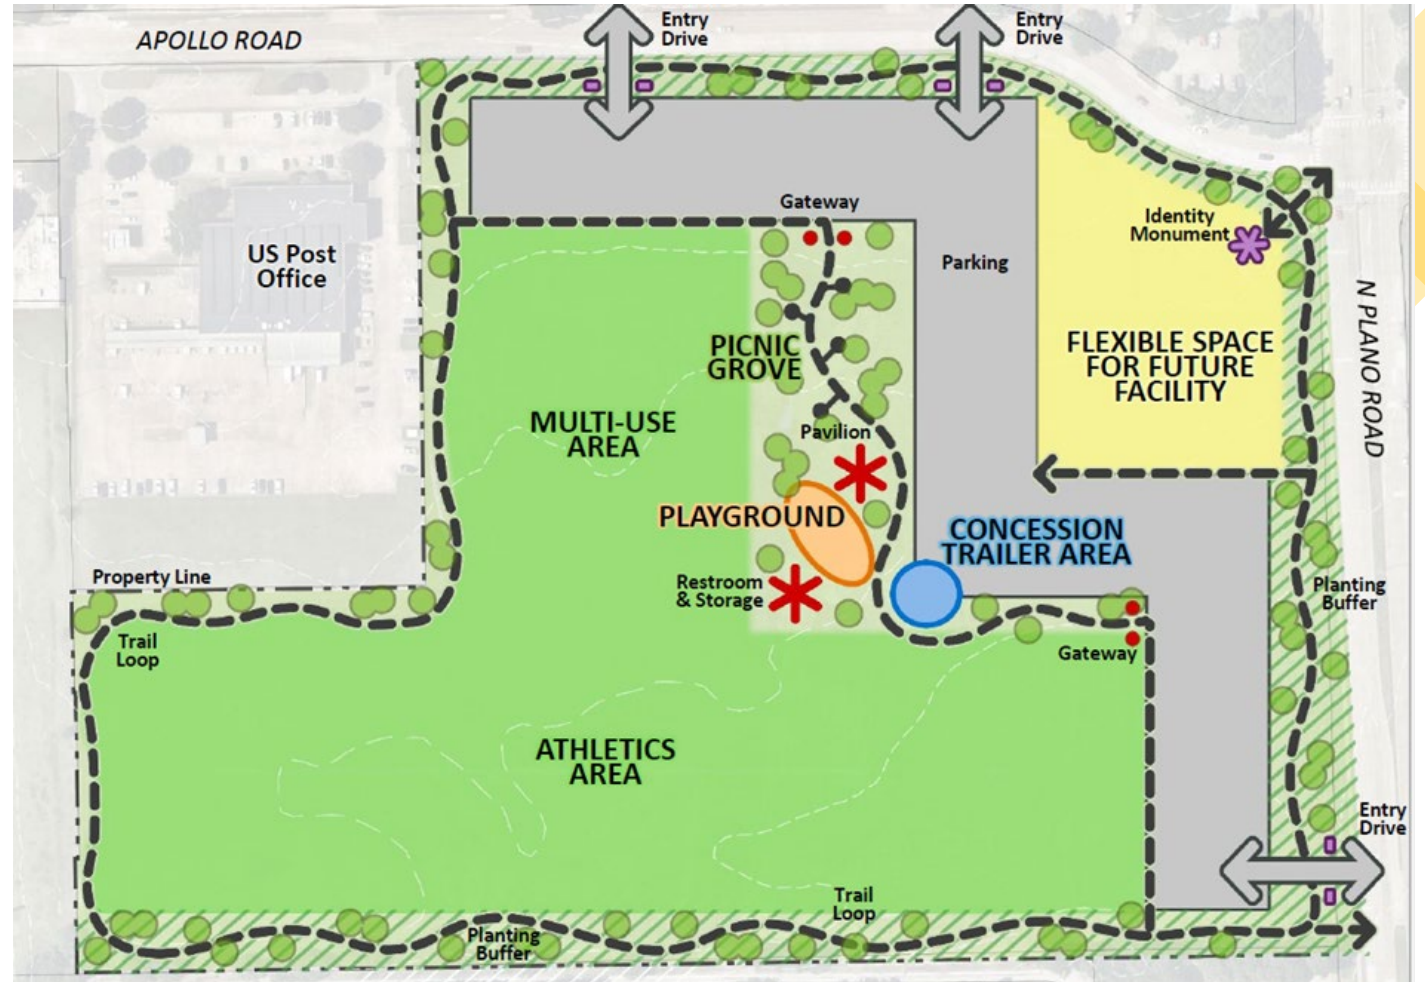 APOLLO ROAD
Entry
Drive
Entry
Drive
US Post
Office
Gateway
Parking
Identity
Monument
N PLANO ROAD
FLEXIBLE SPACE
FOR FUTURE
FACILITY
PICNIC
GROVE
MULTI-USE
AREA
Pavilion
PLAYGROUND
CONCESSION
TRAILER AREA
Property Line
Restroom
& Storage
Planting
Buffer
Trail
Loop
Gateway
ATHLETICS
AREA
Entry
Drive
Trail
Loop
Planting
Buffer